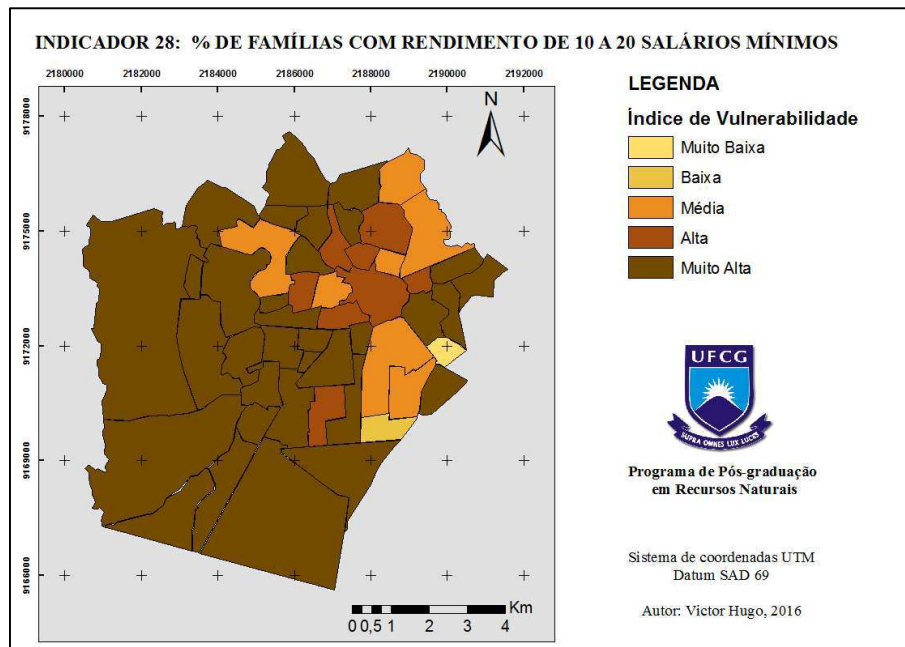 INDICADOR 28: % DE FAMÍLIAS COM RENDIMENTO DE 10 A 20 SALÁRIOS MÍNIMOS
2180000 2182000 2184000 2186000 2188000 2190000 2192000
9178000
9175000
9172000
9169000
9166000
N
Km
0 0,5 1 2 3 4
LEGENDA
Índice de Vulnerabilidade
Muito Baixa
Baixa
Média
Alta
Muito Alta
UFCG
SUPRA OMNES LUX LUCES
Programa de Pós-graduação
em Recursos Naturais
Sistema de coordenadas UTM
Datum SAD 69
Autor: Victor Hugo, 2016